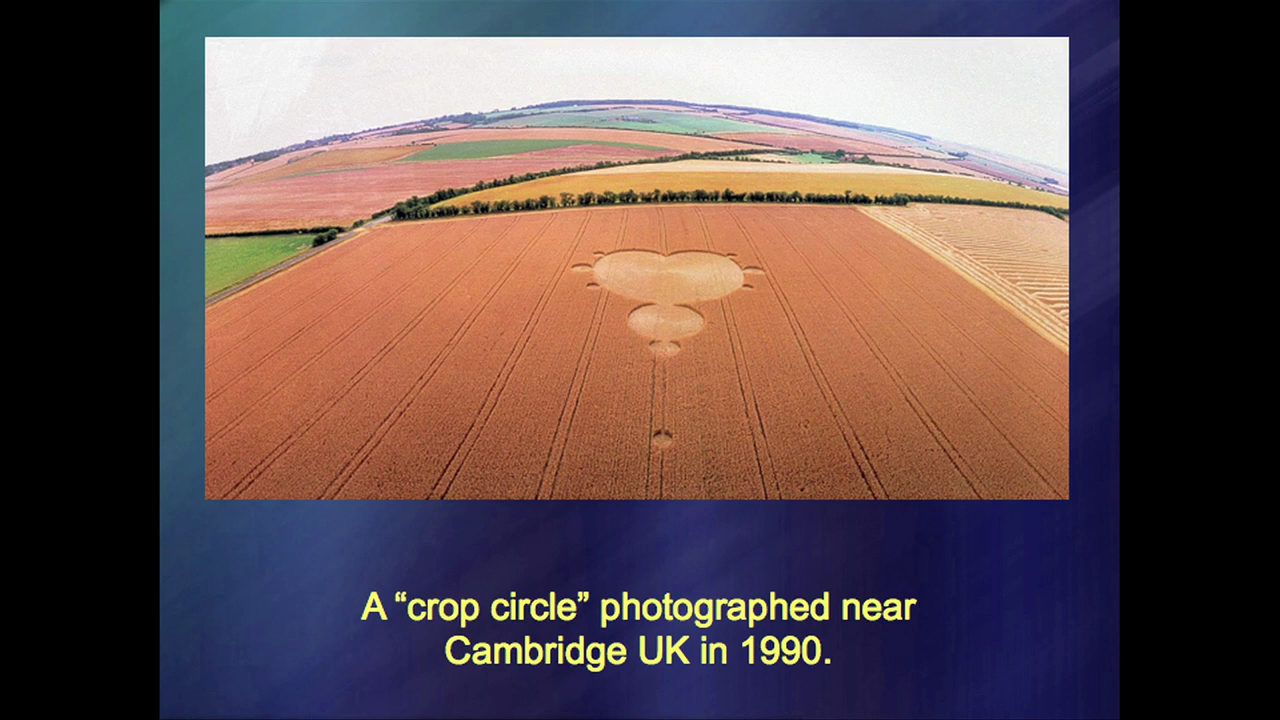 A “crop circle” photographed near
Cambridge UK in 1990.